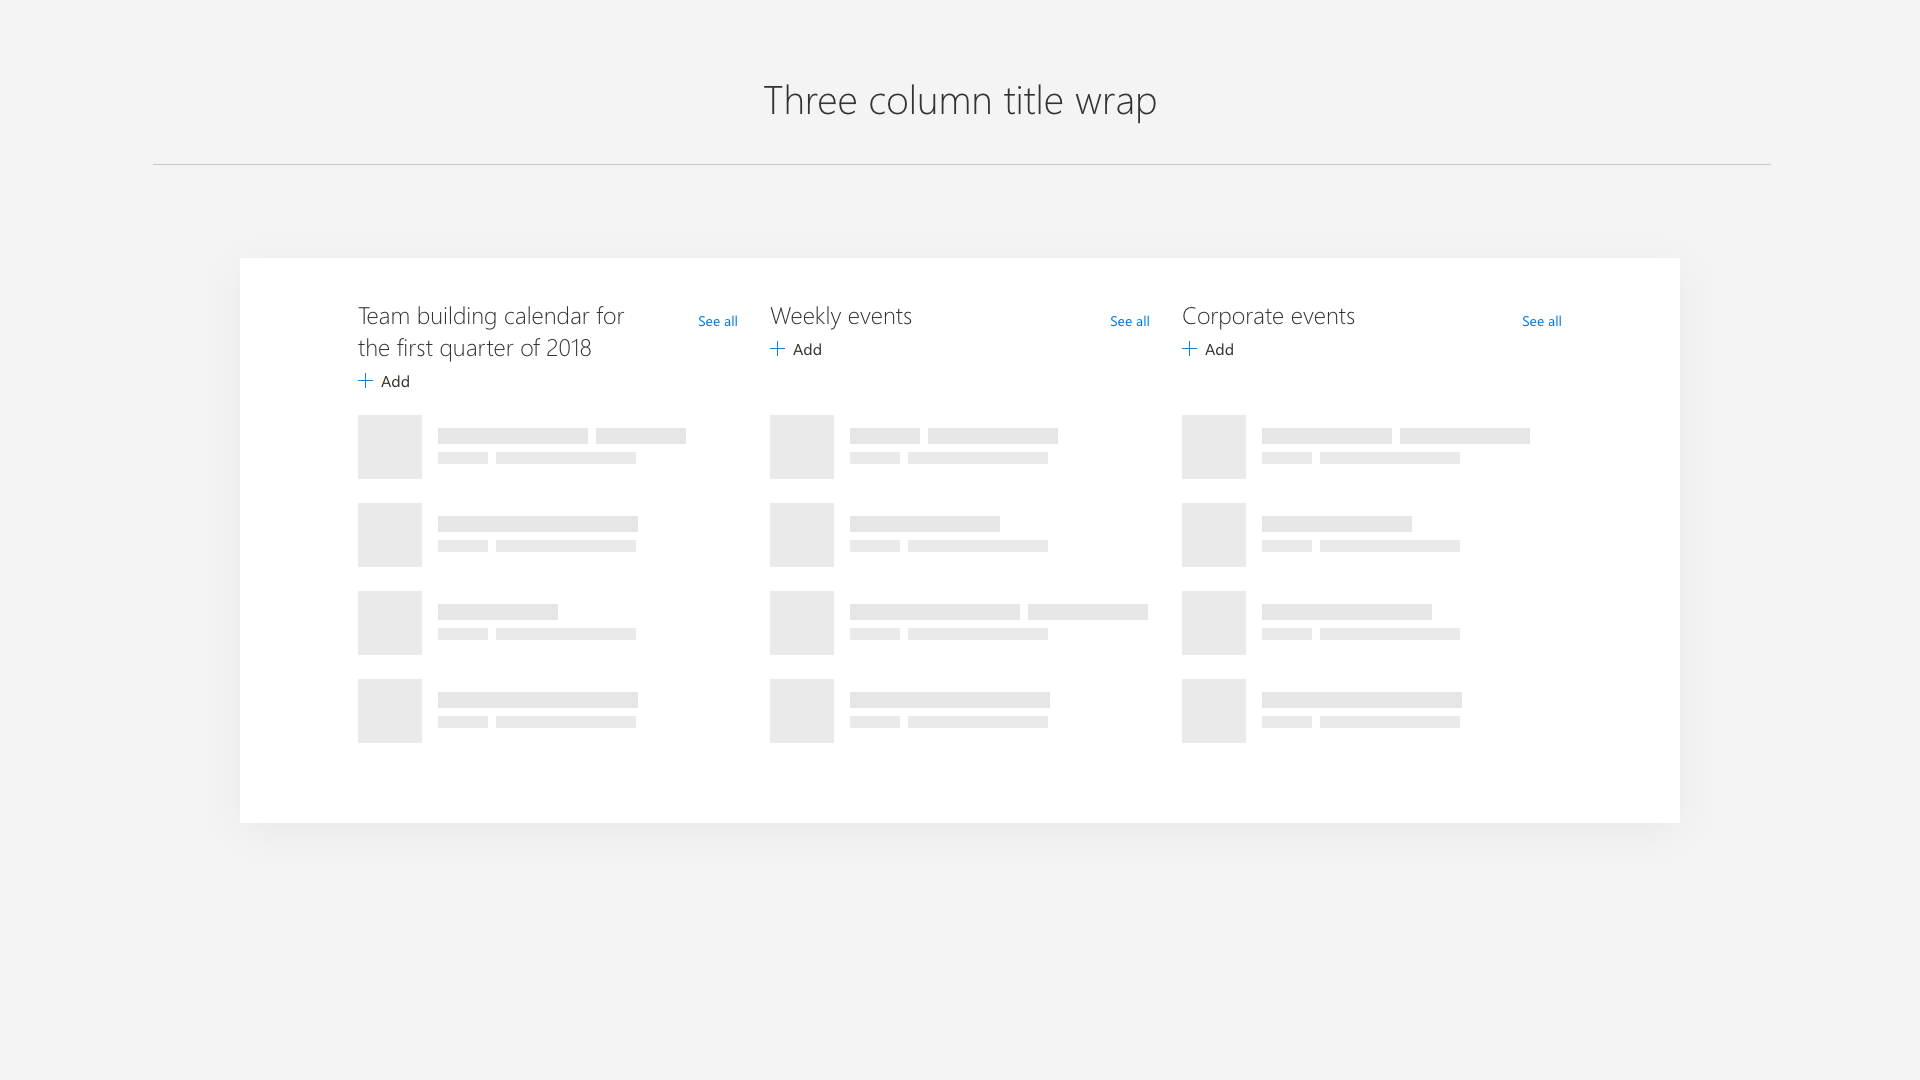 Three column title wrap
Team building calendar for
the first quarter of 2018
See all
Add
Weekly events
See all
Add
Corporate events
See all
Add